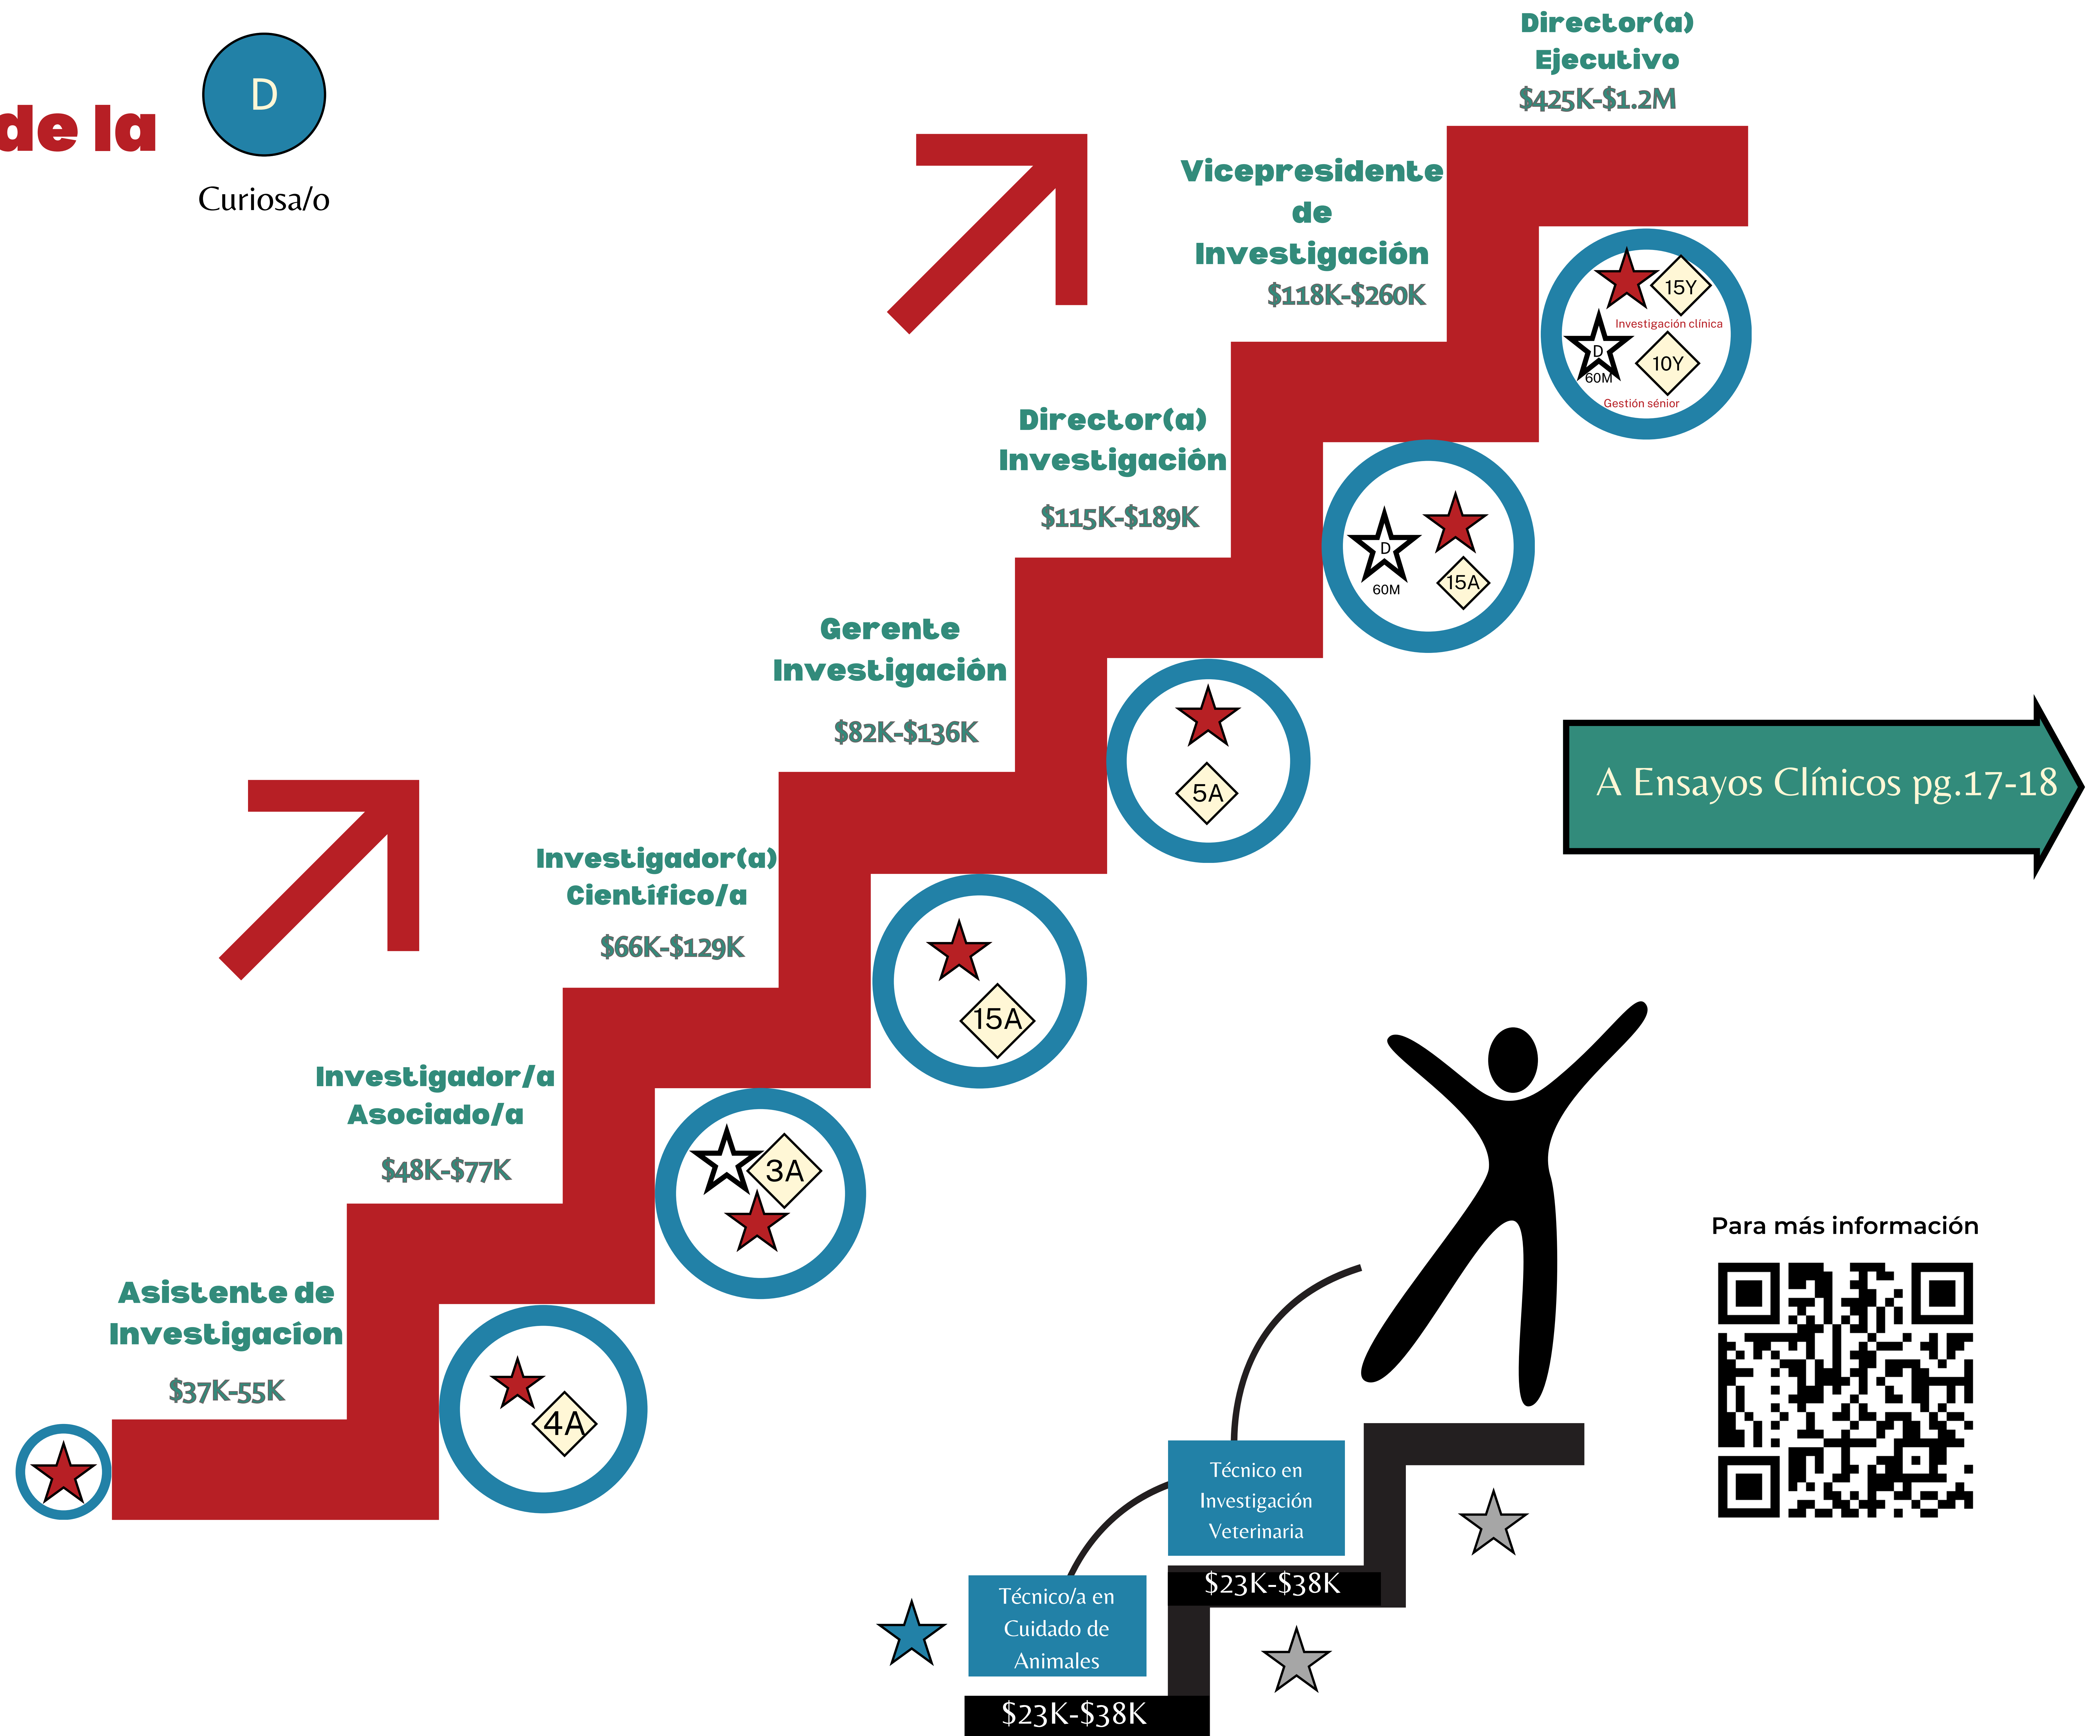 de la
D
Curiosa/o
Director(a)
Ejecutivo
$425K-$1.2M
Vicepresidente
de
Investigación
$118K-$260K
15Y
Investigación clínica
D
60M
10Y
Gestión sénior
Director(a)
Investigación
$115K-$189K
D
60M
15A
Gerente
Investigación
$82K-$136K
5A
A Ensayos Clínicos pg.17-18
Investigador(a)
Científico/a
$66K-$129K
15A
Investigador/a
Asociado/a
$48K-$77K
3A
Para más información
Asistente de
Investigacíon
$37K-55K
4A
Técnico en
Investigación
Veterinaria
$23K-$38K
Técnico/a en
Cuidado de
Animales
$23K-$38K